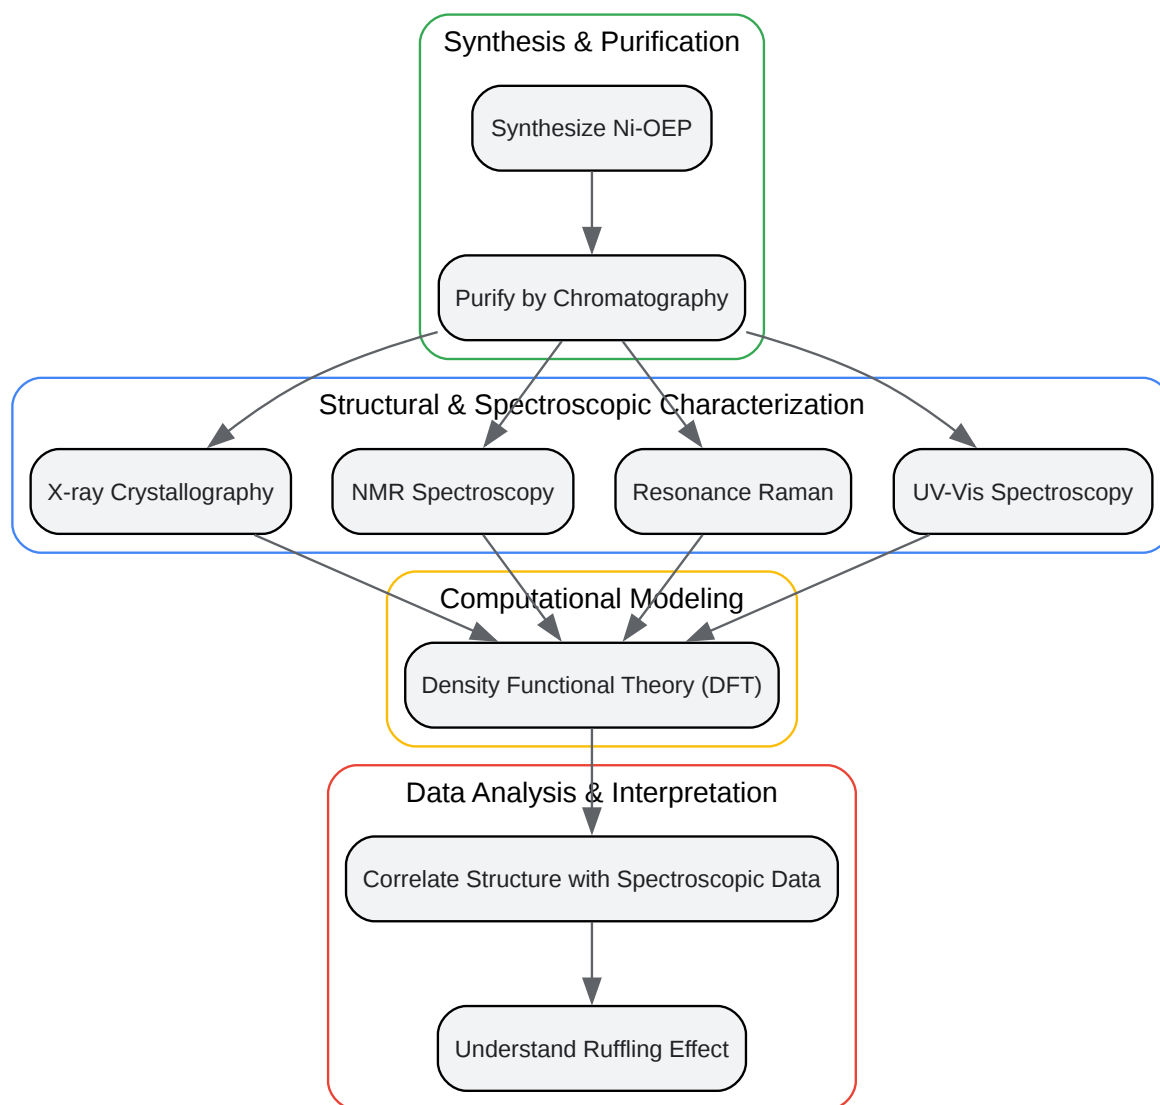 Synthesis & Purification
Synthesize Ni-OEP
Purify by Chromatography
Structural & Spectroscopic Characterization
X-ray Crystallography
NMR Spectroscopy
Resonance Raman
UV-Vis Spectroscopy
Computational Modeling
Density Functional Theory (DFT)
Data Analysis & Interpretation
Correlate Structure with Spectroscopic Data
Understand Ruffling Effect